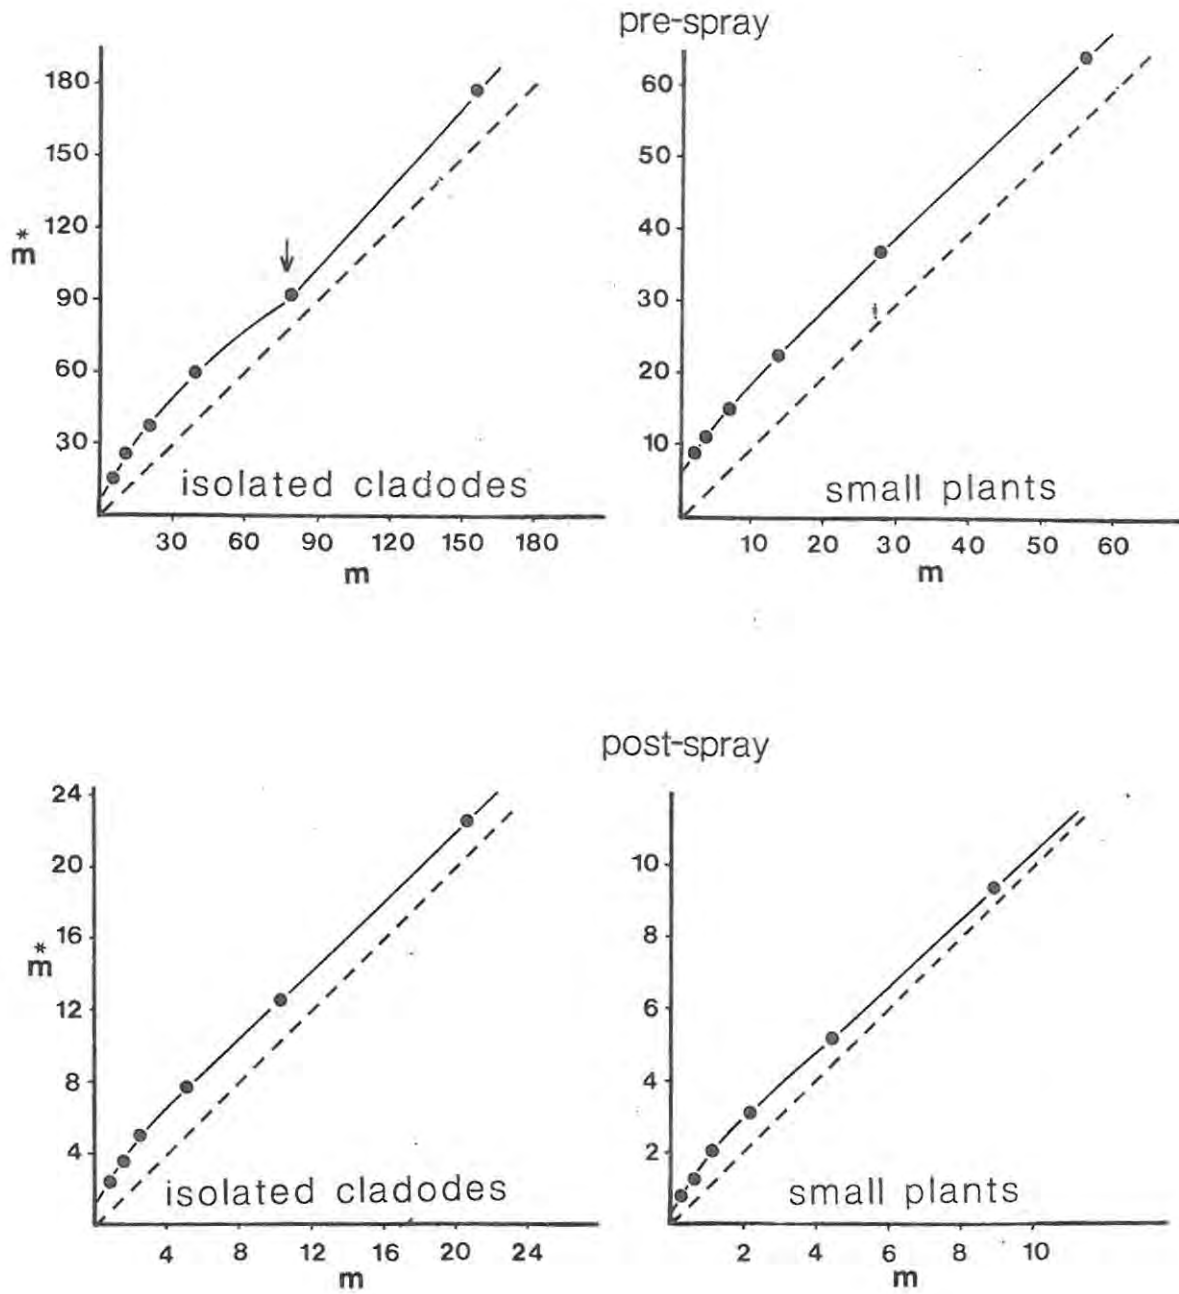 pre-spray
180
150
120
90
60
30
m*
isolated cladodes
30 60 90 120 150 180
m
60
50
40
30
20
10
small plants
10 20 30 40 50 60
m
post-spray
24
20
16
12
8
4
m*
isolated cladodes
4 8 12 16 20 24
m
10
8
6
4
2
small plants
2 4 6 8 10
m